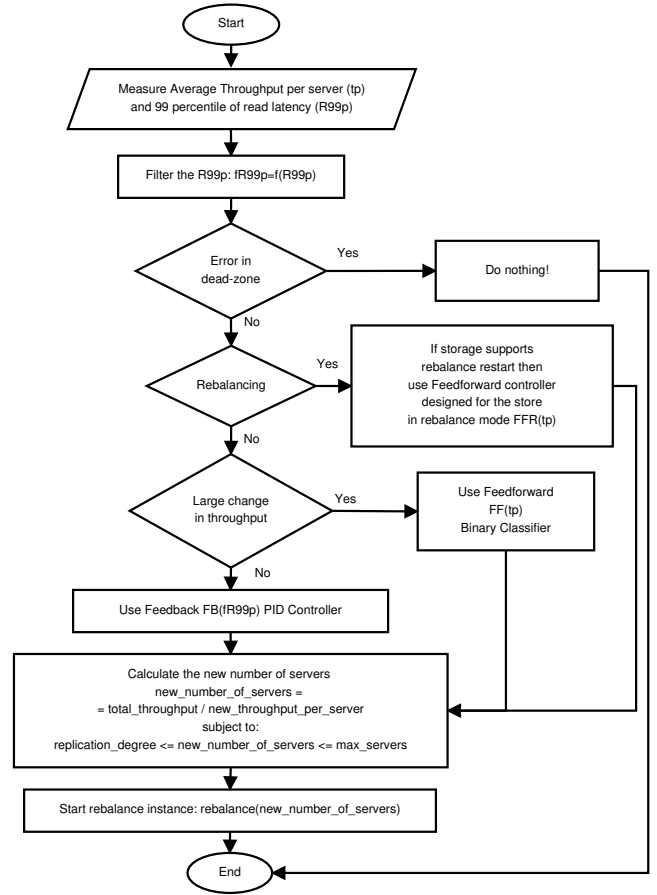 Start
Measure Average Throughput per server (tp)
and 99 percentile of read latency (R99p)
Filter the R99p: fR99p=f(R99p)
Error in
dead-zone
Yes
Do nothing!
No
Rebalancing
Yes
If storage supports
rebalance restart then
use Feedforward controller
designed for the store
in rebalance mode FFR(tp)
No
Large change
in throughput
Yes
Use Feedforward
FF(tp)
Binary Classifier
No
Use Feedback FB(fR99p) PID Controller
Calculate the new number of servers
new_number_of_servers =
= total_throughput / new_throughput_per_server
subject to:
replication_degree <= new_number_of_servers <= max_servers
Start rebalance instance: rebalance(new_number_of_servers)
End